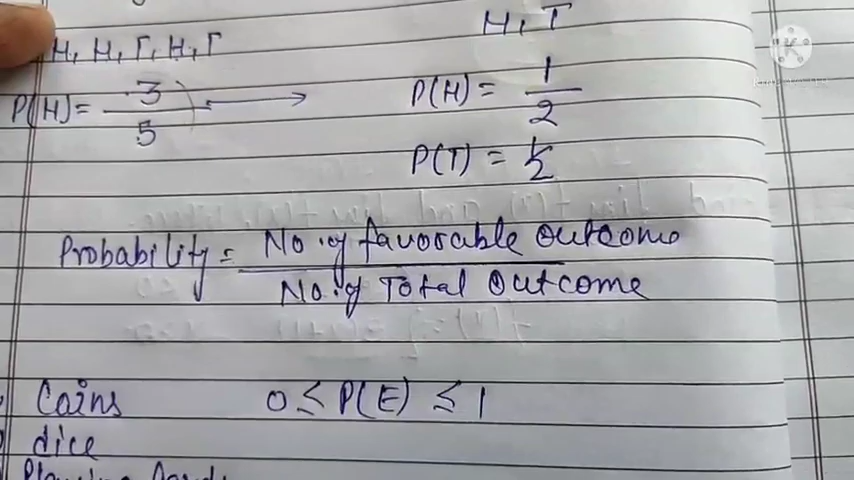 H, T
H, H, T, H, T
P(H) = 3/5 ⟷ P(H) = 1/2
P(T) = 1/2
Probability = No. of favorable outcome
No. of Total Outcome
Coins 0 ≤ P(E) ≤ 1
dice